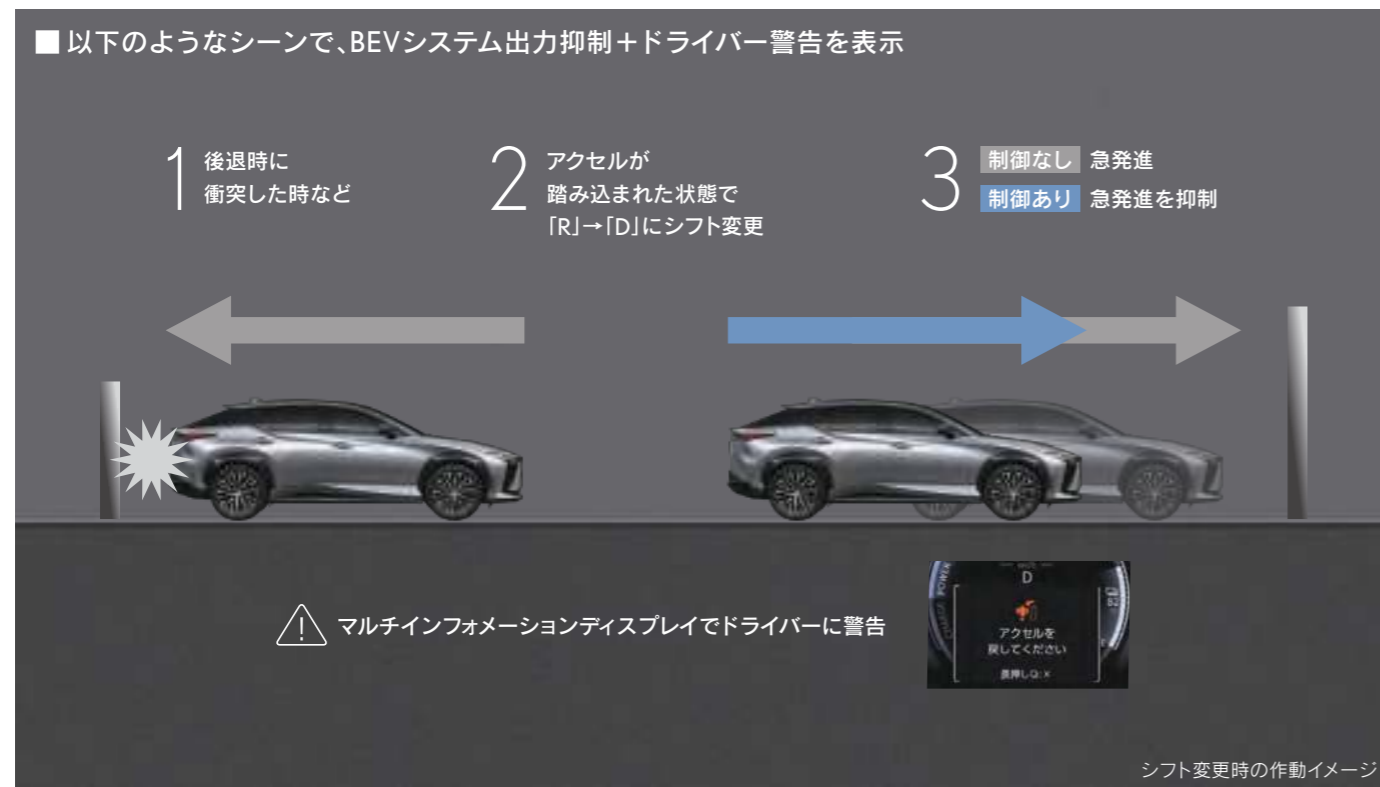 ■ 以下のようなシーンで、BEVシステム出力抑制+ドライバー警告を表示
1 後退時に
衝突した時など
2 アクセルが
踏み込まれた状態で
「R」→「D」にシフト変更
3 制御なし 急発進
制御あり 急発進を抑制
マルチインフォメーションディスプレイでドライバーに警告
POWER
D
アクセルを
戻してください
シフト変更時の作動イメージ